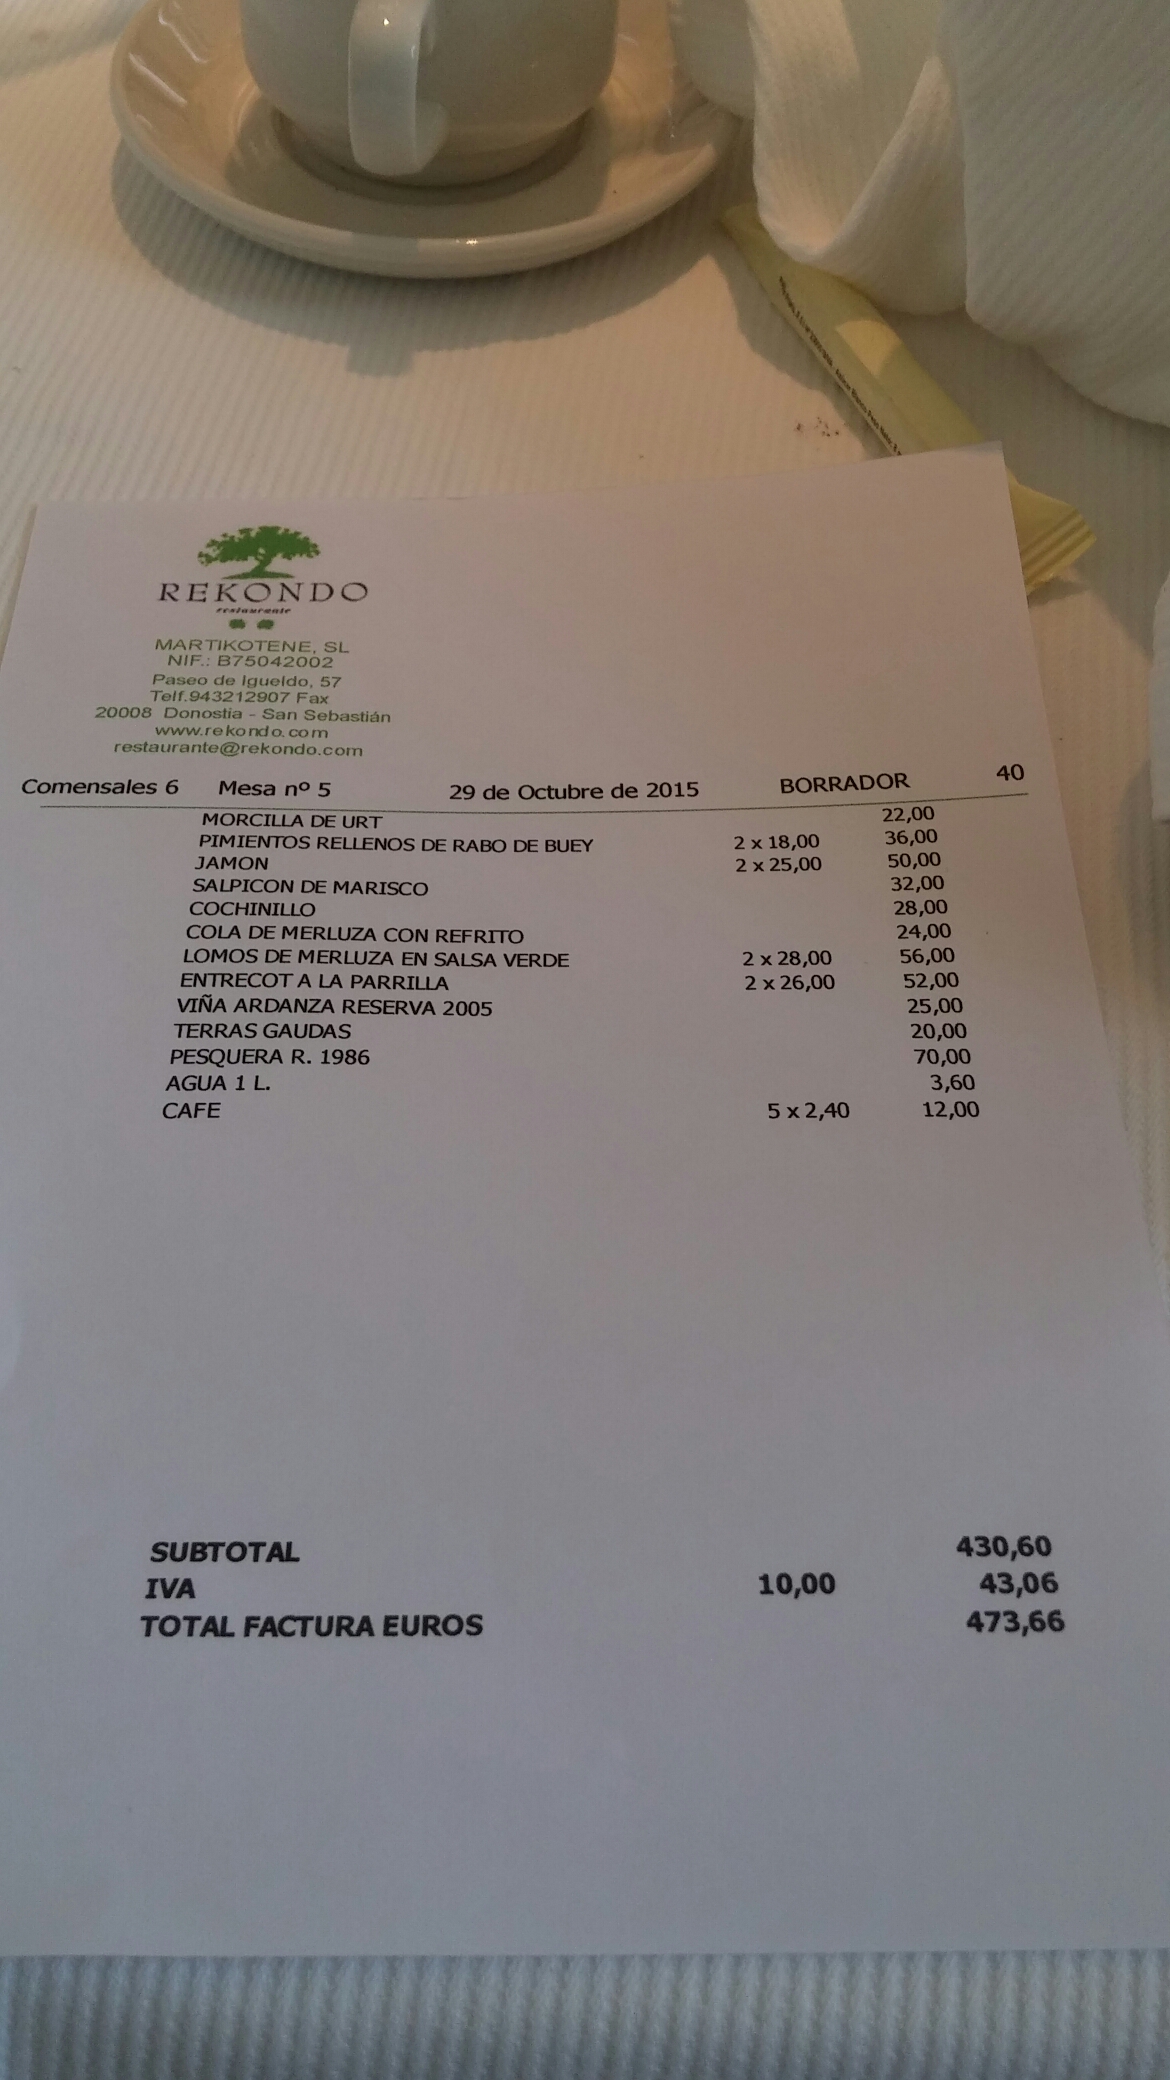 REKONDO
restaurante
MARTIKOTENE, SL
NIF.: B75042002
Paseo de Igueldo, 57
Telf.943212907 Fax
20008 Donostia - San Sebastián
www.rekondo.com
restaurante@rekondo.com
Comensales 6 Mesa nº 5 29 de Octubre de 2015 BORRADOR 40
MORCILLA DE URT 22,00
PIMIENTOS RELLENOS DE RABO DE BUEY 2 x 18,00 36,00
JAMON 2 x 25,00 50,00
SALPICON DE MARISCO 32,00
COCHINILLO 28,00
COLA DE MERLUZA CON REFRITO 24,00
LOMOS DE MERLUZA EN SALSA VERDE 2 x 28,00 56,00
ENTRECOT A LA PARRILLA 2 x 26,00 52,00
VIÑA ARDANZA RESERVA 2005 25,00
TERRAS GAUDAS 20,00
PESQUERA R. 1986 70,00
AGUA 1 L. 3,60
CAFE 5 x 2,40 12,00
SUBTOTAL 430,60
IVA 10,00 43,06
TOTAL FACTURA EUROS 473,66